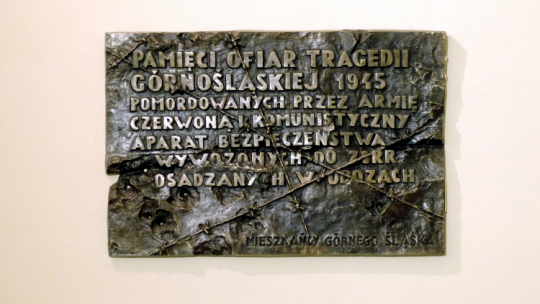 PAMIĘCI OFIAR TRAGEDII
GÓRNOŚLĄSKIEJ 1945
POMORDOWANYCH PRZEZ ARMIĘ
CZERWONĄ I KOMUNISTYCZNY
APARAT BEZPIECZEŃSTWA
WYWOŻONYCH DO ZSRR
OSADZANYCH W OBOZACH
MIESZKAŃCY GÓRNEGO ŚLĄSKA